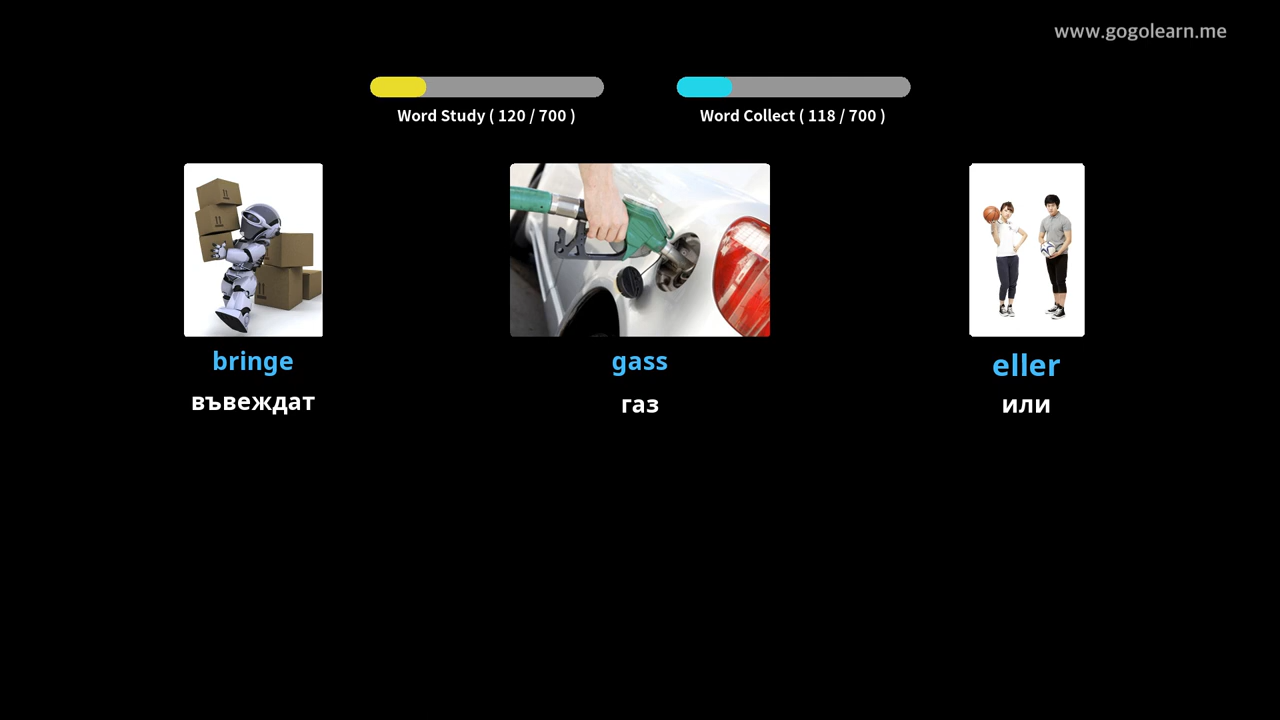 www.gogolearn.me
Word Study ( 120 / 700 )
Word Collect ( 118 / 700 )
bringe
gass
eller
въвеждат
газ
или